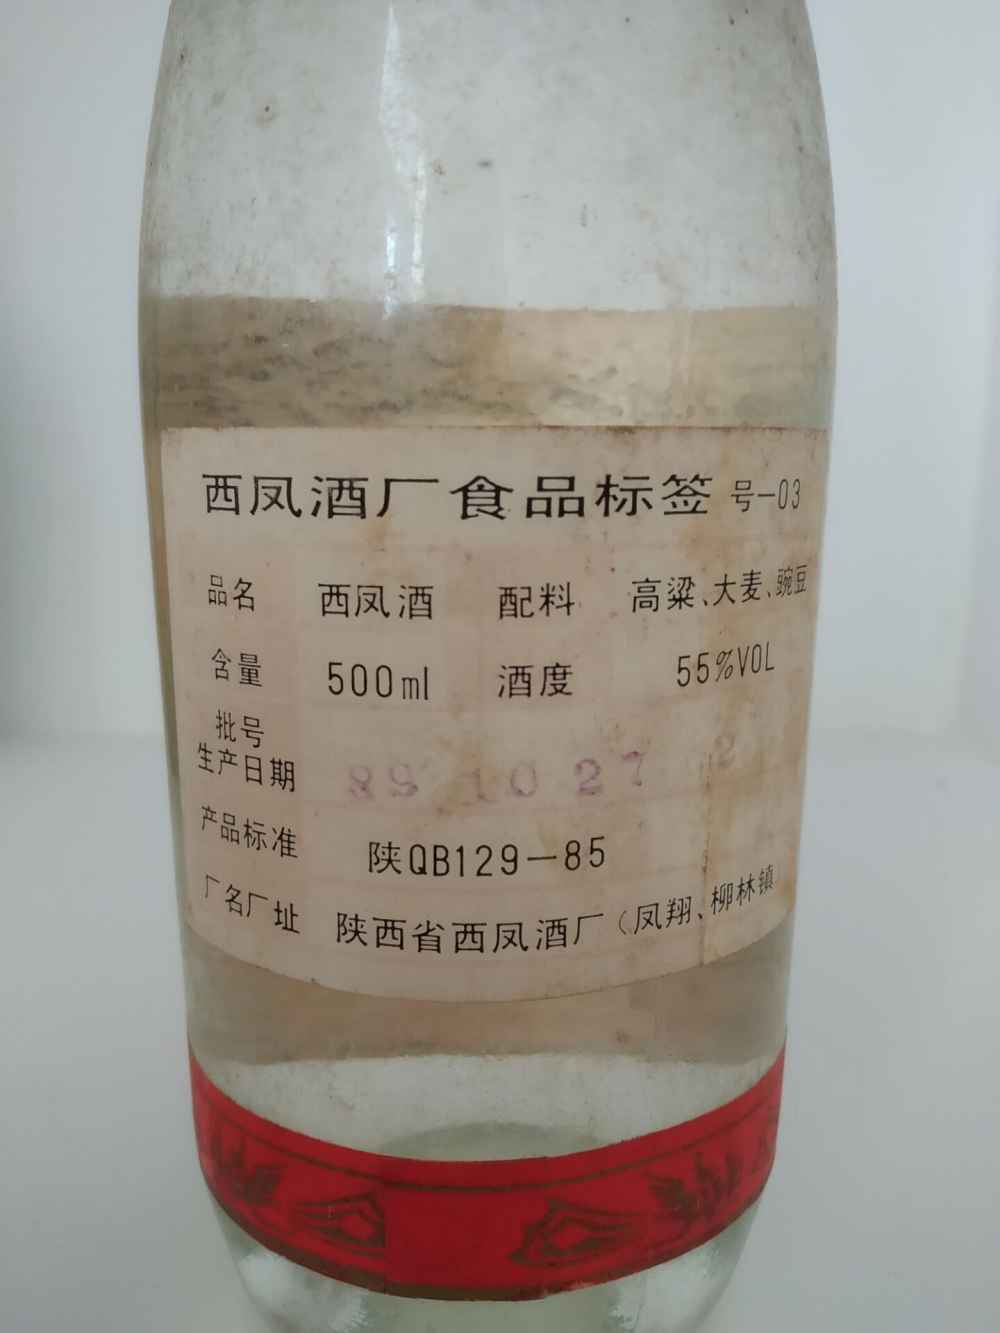 西凤酒厂食品标签 号-03
品名 西凤酒 配料 高粱、大麦、豌豆
含量 500ml 酒度 55%VOL
批号
生产日期 89 10 27 2
产品标准 陕QB129-85
厂名厂址 陕西省西凤酒厂(凤翔、柳林镇